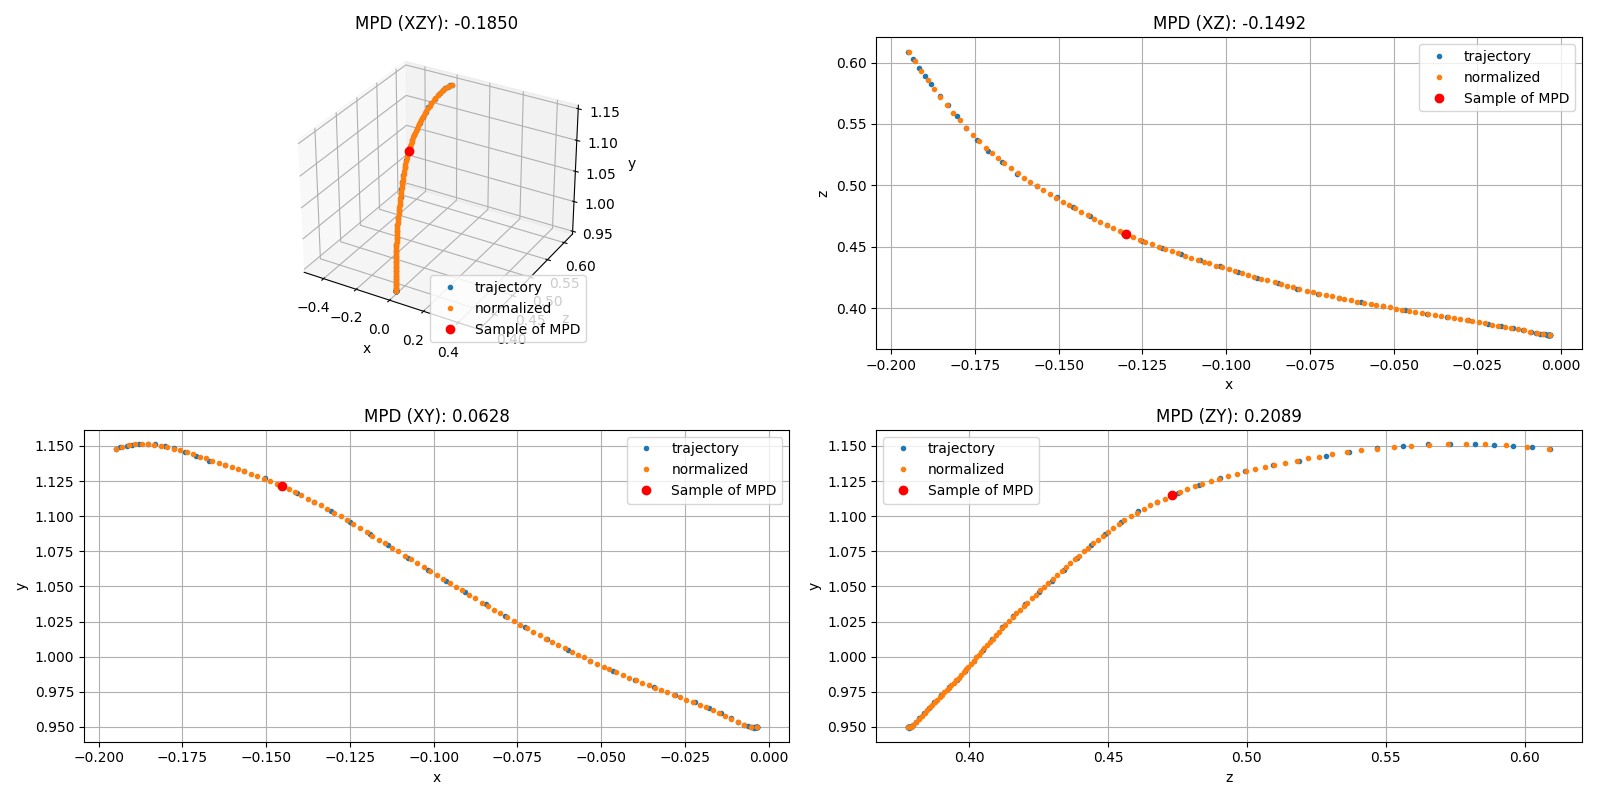 MPD (XZY): -0.1850
1.15
1.10
1.05
1.00
0.95
y
0.60
0.55
0.50
0.45
0.40
z
−0.4
−0.2
0.0
0.2
0.4
x
trajectory
normalized
Sample of MPD
MPD (XZ): -0.1492
0.60
0.55
0.50
0.45
0.40
z
trajectory
normalized
Sample of MPD
−0.200 −0.175 −0.150 −0.125 −0.100 −0.075 −0.050 −0.025 0.000
x
MPD (XY): 0.0628
1.150
1.125
1.100
1.075
1.050
1.025
1.000
0.975
0.950
y
trajectory
normalized
Sample of MPD
−0.200 −0.175 −0.150 −0.125 −0.100 −0.075 −0.050 −0.025 0.000
x
MPD (ZY): 0.2089
1.150
1.125
1.100
1.075
1.050
1.025
1.000
0.975
0.950
y
trajectory
normalized
Sample of MPD
0.40 0.45 0.50 0.55 0.60
z